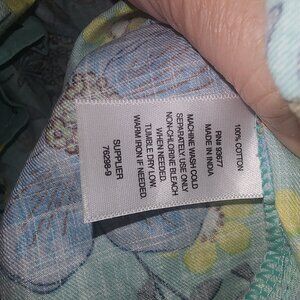 100% COTTON
RN# 92677
MADE IN INDIA
MACHINE WASH COLD
SEPARATELY USE ONLY
NON-CHLORINE BLEACH
WHEN NEEDED.
TUMBLE DRY LOW.
WARM IRON IF NEEDED.
SUPPLIER
76298-9